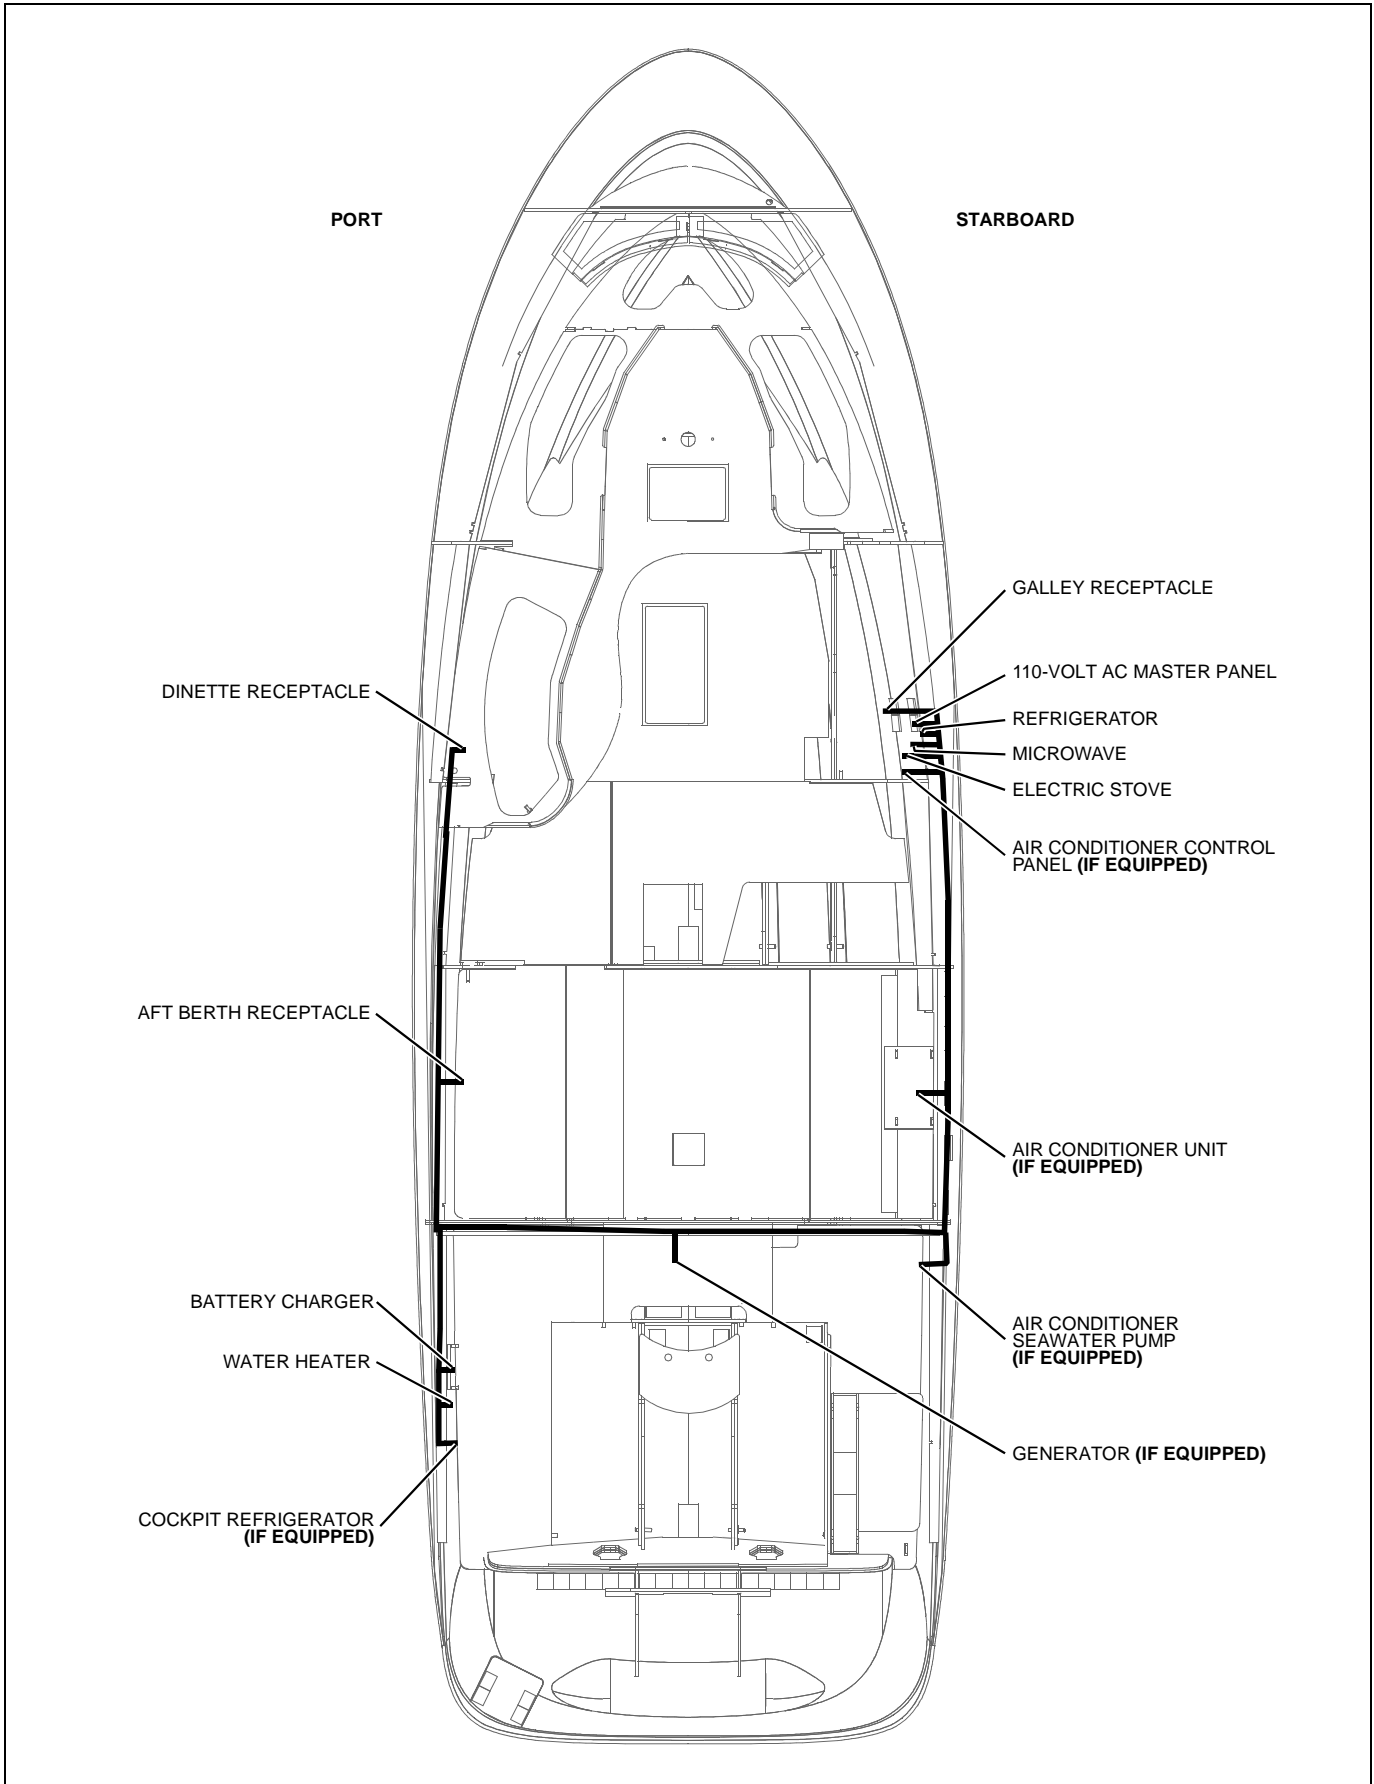 PORT
STARBOARD
GALLEY RECEPTACLE
110-VOLT AC MASTER PANEL
DINETTE RECEPTACLE
REFRIGERATOR
MICROWAVE
ELECTRIC STOVE
AIR CONDITIONER CONTROL
PANEL (IF EQUIPPED)
AFT BERTH RECEPTACLE
AIR CONDITIONER UNIT
(IF EQUIPPED)
BATTERY CHARGER
AIR CONDITIONER
SEAWATER PUMP
(IF EQUIPPED)
WATER HEATER
GENERATOR (IF EQUIPPED)
COCKPIT REFRIGERATOR
(IF EQUIPPED)